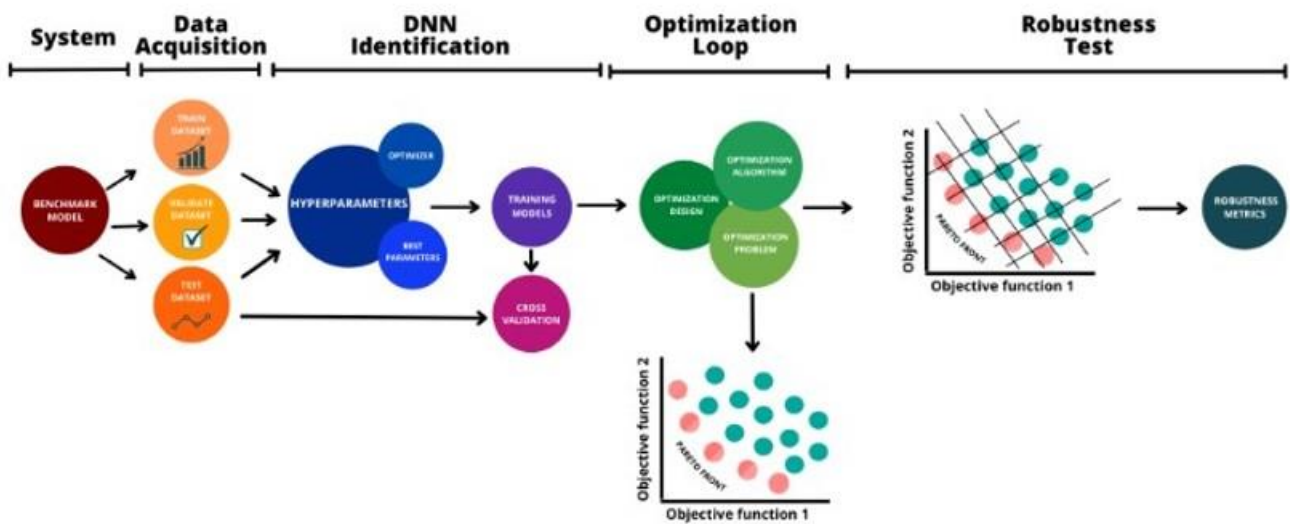 System
Data
Acquisition
DNN
Identification
Optimization
Loop
Robustness
Test
BENCHMARK
MODEL
TRAIN
DATASET
VALIDATE
DATASET
TEST
DATASET
HYPERPARAMETERS
OPTIMIZER
BEST
PARAMETERS
TRAINING
MODELS
CROSS
VALIDATION
OPTIMIZATION
DESIGN
OPTIMIZATION
ALGORITHM
OPTIMIZATION
PROBLEM
Objective function 2
PARETO FRONT
Objective function 1
Objective function 2
PARETO FRONT
Objective function 1
ROBUSTNESS
METRICS